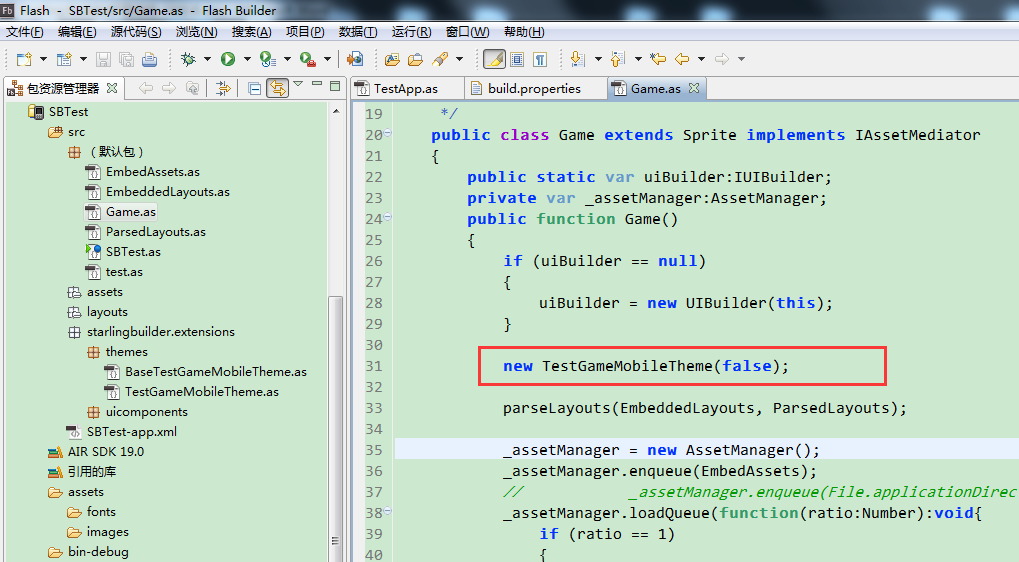 Fb Flash - SBTest/src/Game.as - Flash Builder
文件(F) 编辑(E) 源代码(S) 浏览(N) 搜索(A) 项目(P) 数据(T) 运行(R) 窗口(W) 帮助(H)
包资源管理器
TestApp.as build.properties Game.as
SBTest
src
（默认包）
EmbedAssets.as
EmbeddedLayouts.as
Game.as
ParsedLayouts.as
SBTest.as
test.as
assets
layouts
starlingbuilder.extensions
themes
BaseTestGameMobileTheme.as
TestGameMobileTheme.as
uicomponents
SBTest-app.xml
AIR SDK 19.0
引用的库
assets
fonts
images
bin-debug
19 */
20 public class Game extends Sprite implements IAssetMediator
21 {
22 public static var uiBuilder:IUIBuilder;
23 private var _assetManager:AssetManager;
24 public function Game()
25 {
26 if (uiBuilder == null)
27 {
28 uiBuilder = new UIBuilder(this);
29 }
30
31 new TestGameMobileTheme(false);
32
33 parseLayouts(EmbeddedLayouts, ParsedLayouts);
34
35 _assetManager = new AssetManager();
36 _assetManager.enqueue(EmbedAssets);
37 // _assetManager.enqueue(File.applicationDirec
38 _assetManager.loadQueue(function(ratio:Number):void{
39 if (ratio == 1)
40 {